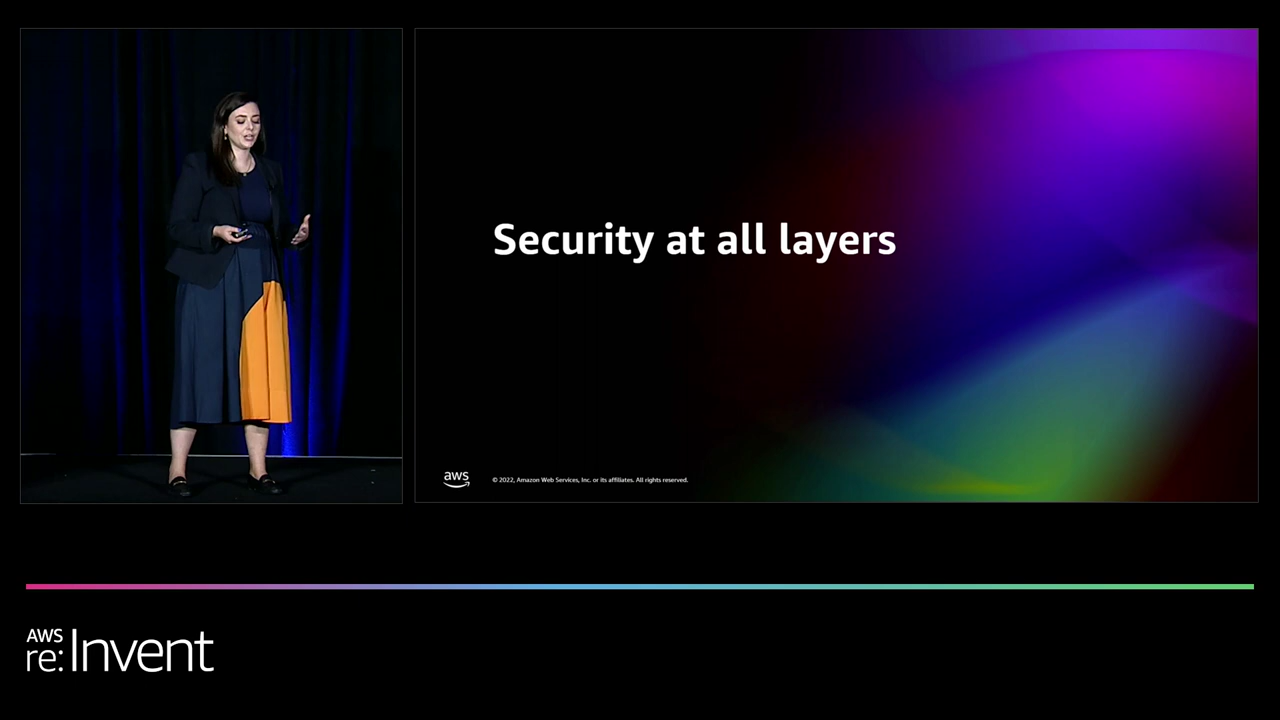 Security at all layers
aws
© 2022, Amazon Web Services, Inc. or its affiliates. All rights reserved.
AWS
re:Invent